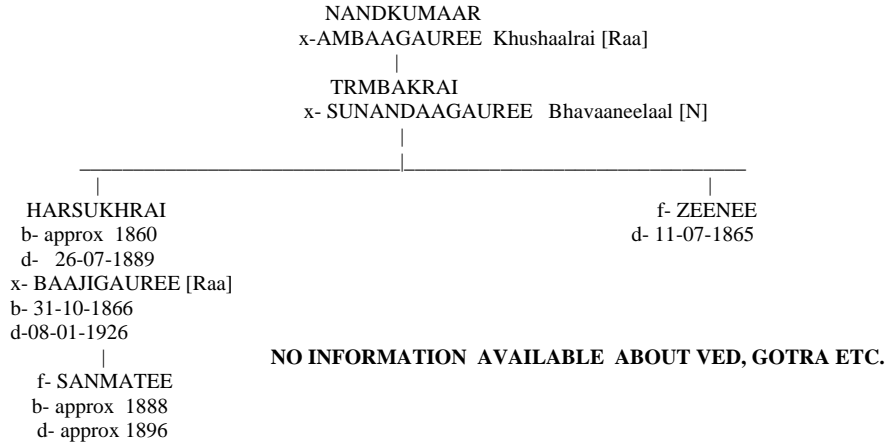 NANDKUMAAR
x-AMBAAGAUREE Khushaalrai [Raa]
TRMBAKRAI
x- SUNANDAAGAUREE Bhavaaneelaal [N]
HARSUKHRAI
b- approx 1860
d- 26-07-1889
x- BAAJIGAUREE [Raa]
b- 31-10-1866
d-08-01-1926
f- ZEENEE
d- 11-07-1865
NO INFORMATION AVAILABLE ABOUT VED, GOTRA ETC.
f- SANMATEE
b- approx 1888
d- approx 1896